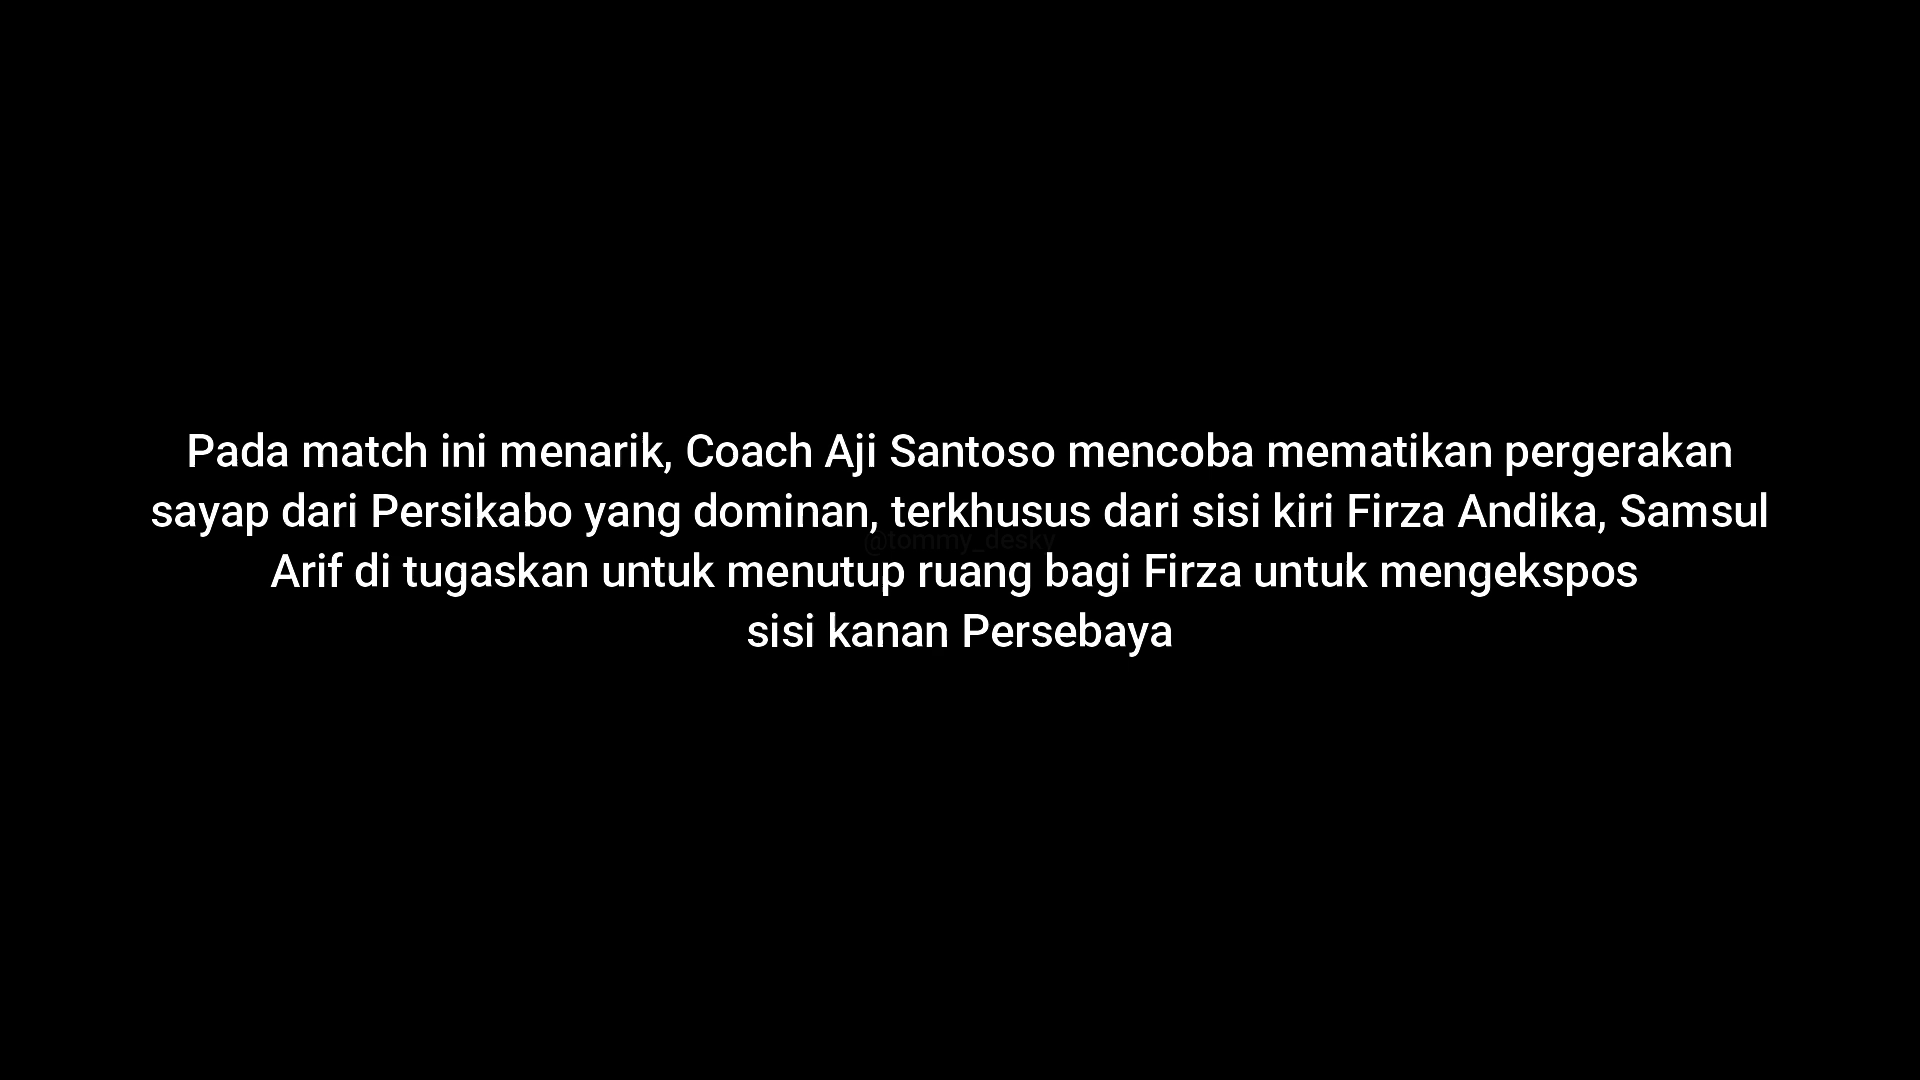 Pada match ini menarik, Coach Aji Santoso mencoba mematikan pergerakan
sayap dari Persikabo yang dominan, terkhusus dari sisi kiri Firza Andika, Samsul
@tommy_desky
Arif di tugaskan untuk menutup ruang bagi Firza untuk mengekspos
sisi kanan Persebaya